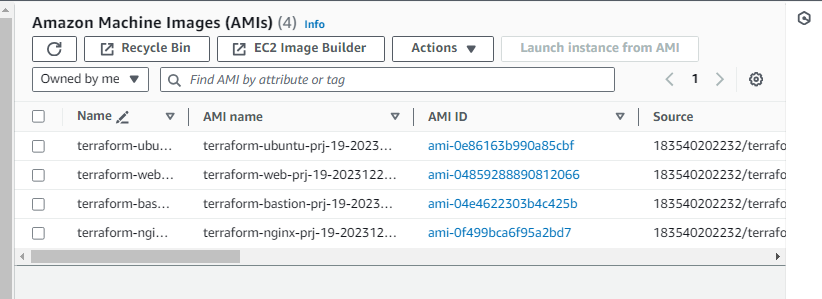 Amazon Machine Images (AMIs) (4) Info
Recycle Bin EC2 Image Builder Actions Launch instance from AMI
Owned by me Find AMI by attribute or tag 1
Name AMI name AMI ID Source
terraform-ubu... terraform-ubuntu-prj-19-2023... ami-0e86163b990a85cbf 183540202232/terrafo
terraform-web... terraform-web-prj-19-2023122... ami-04859288890812066 183540202232/terrafo
terraform-bas... terraform-bastion-prj-19-2023... ami-04e4622303b4c425b 183540202232/terrafo
terraform-ngi... terraform-nginx-prj-19-202312... ami-0f499bca6f95a2bd7 183540202232/terrafo